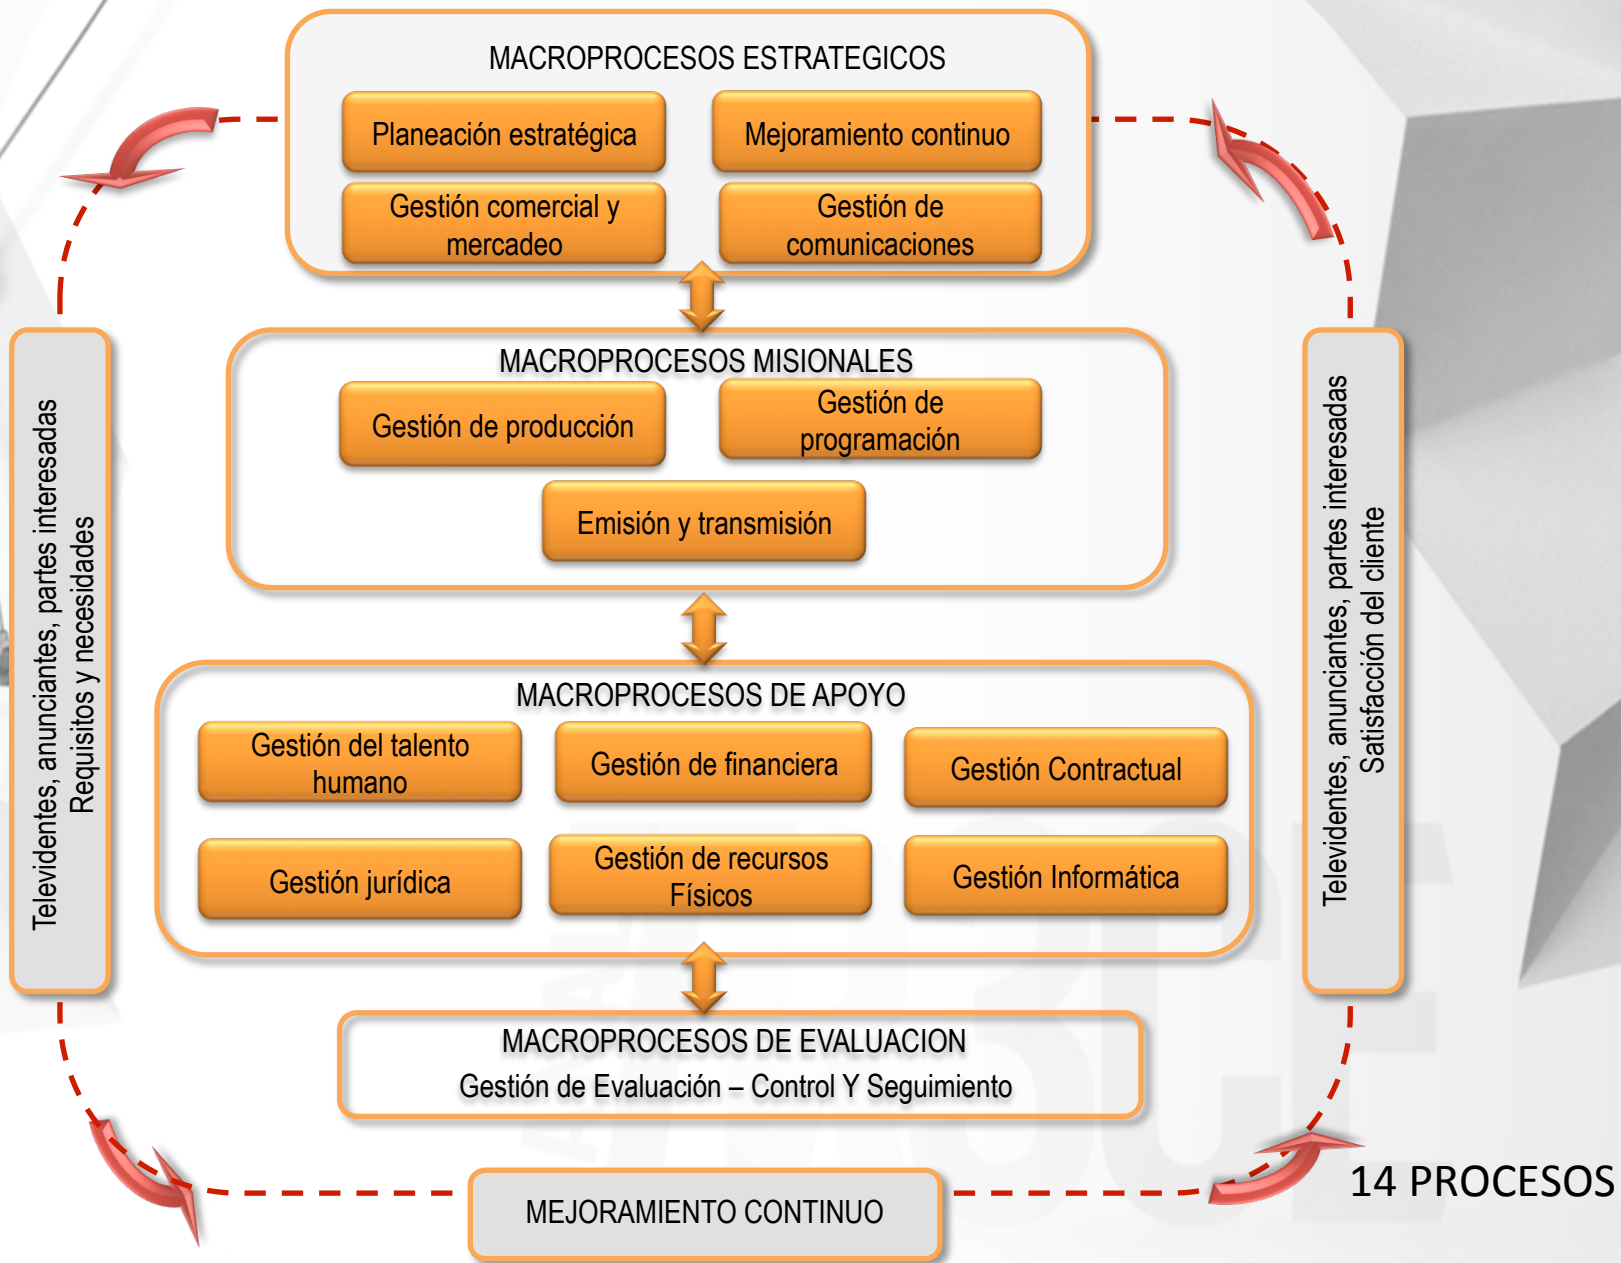 MACROPROCESOS ESTRATEGICOS
Planeación estratégica
Mejoramiento continuo
Gestión comercial y
mercadeo
Gestión de
comunicaciones
MACROPROCESOS MISIONALES
Gestión de producción
Gestión de
programación
Emisión y transmisión
MACROPROCESOS DE APOYO
Gestión del talento
humano
Gestión de financiera
Gestión Contractual
Gestión jurídica
Gestión de recursos
Físicos
Gestión Informática
MACROPROCESOS DE EVALUACION
Gestión de Evaluación – Control Y Seguimiento
Televidentes, anunciantes, partes interesadas
Requisitos y necesidades
Televidentes, anunciantes, partes interesadas
Satisfacción del cliente
MEJORAMIENTO CONTINUO
14 PROCESOS